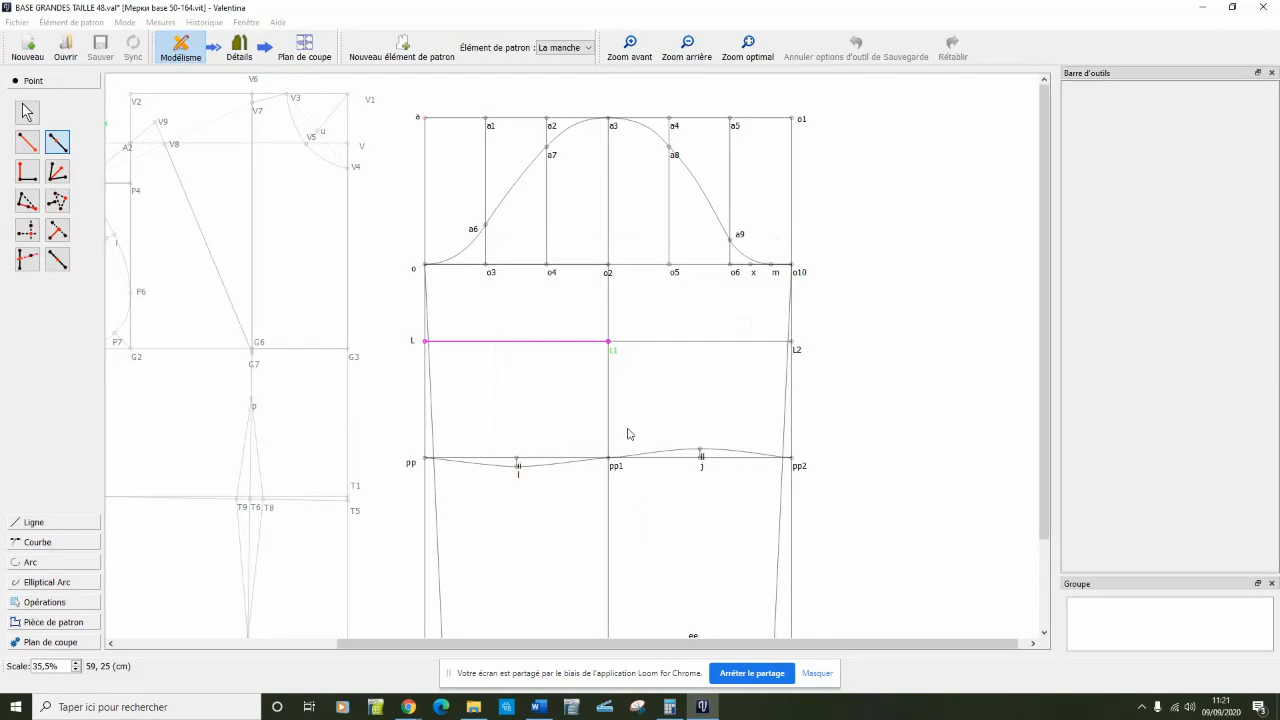 BASE GRANDES TAILLE 48.val* [Мерки base 50-164.vit] - Valentina
Fichier Élément de patron Mode Mesures Historique Fenêtre Aide
Nouveau Ouvrir Sauver Sync Modélisme Détails Plan de coupe Nouveau élément de patron Élément de patron: La manche Zoom avant Zoom arrière Zoom optimal Annuler options d'outil de Sauvegarde Rétablir
Point
Barre d'outils
V6
V2 V7 V3 V1
a a1 a2 a3 a4 a5 o1
V9 V5 u
A2 V8 V
a7 a8
V4
P4
a6 a9
o o3 o4 o2 o5 o6 x m o10
P6
P7 G6 L L1 L2
G2 G7 G3
p
pp pp1 j pp2
T1
T9 T6 T8 T5
Ligne
Courbe
Arc
Elliptical Arc
Opérations
Pièce de patron
Plan de coupe
Groupe
ee
Scale: 35,5% 59, 25 (cm)
Votre écran est partagé par le biais de l'application Loom for Chrome. Arrêter le partage Masquer
Taper ici pour rechercher
11:21
09/09/2020
3